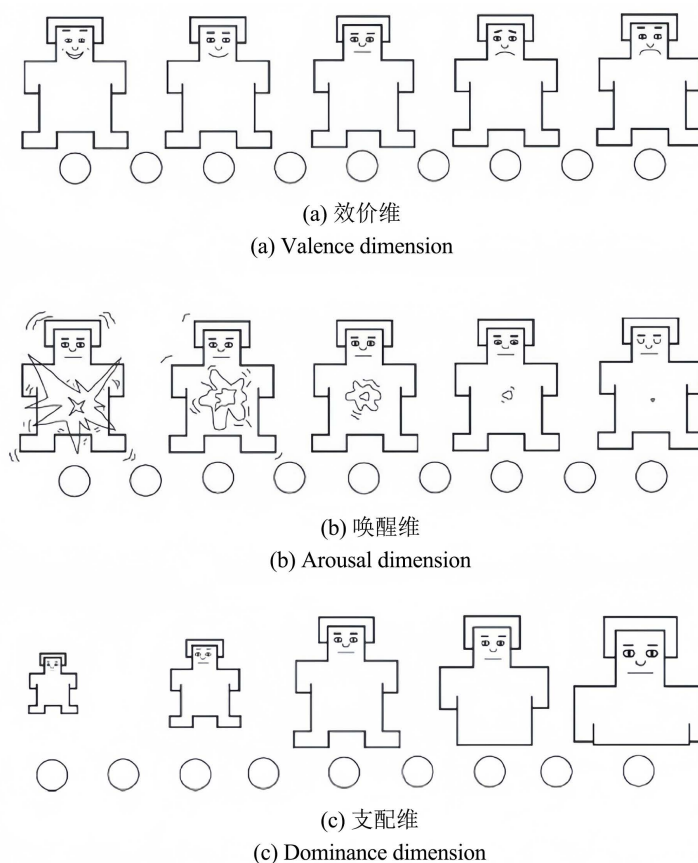 (a) 效价维
(a) Valence dimension
(b) 唤醒维
(b) Arousal dimension
(c) 支配维
(c) Dominance dimension